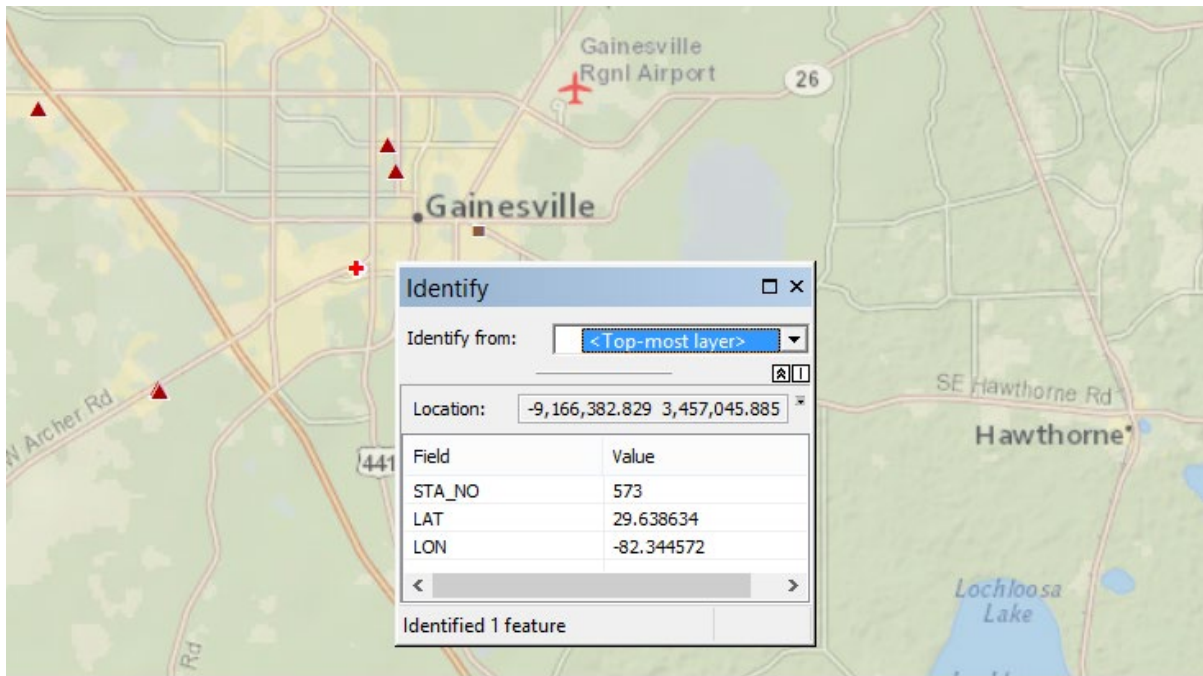 Gainesville
Rgnl Airport
26
Gainesville
Identify
Identify from:
<Top-most layer>
Location:
-9,166,382.829 3,457,045.885
Field Value
STA_NO 573
LAT 29.638634
LON -82.344572
Identified 1 feature
W Archer Rd
441
SE Hawthorne Rd
Hawthorne
Lochloosa
Lake
Rd